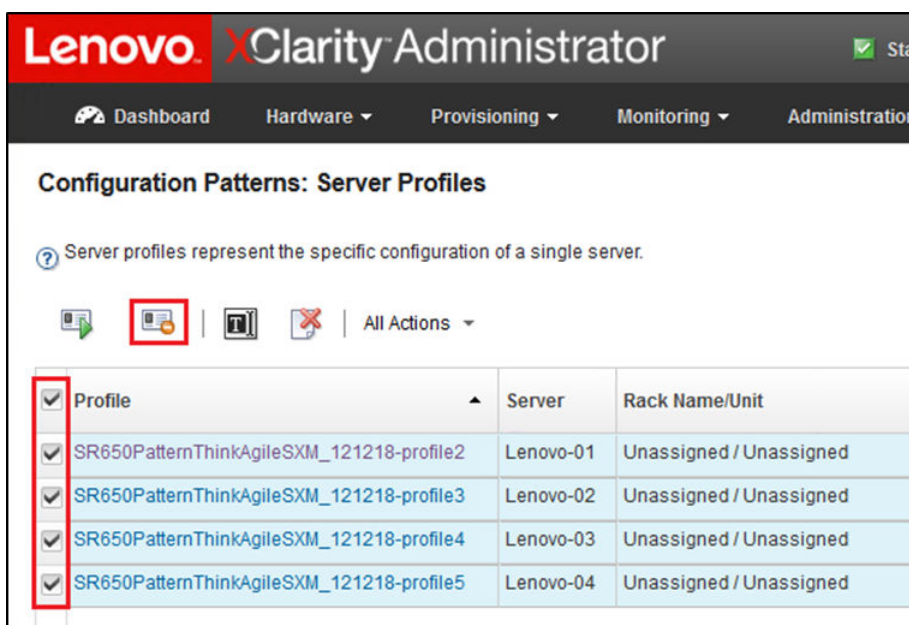 Lenovo. XClarity Administrator
Dashboard Hardware Provisioning Monitoring
Configuration Patterns: Server Profiles
? Server profiles represent the specific configuration of a single server.
T All Actions
Profile Server Rack Name/Unit
SR650PatternThinkAgileSXM_121218-profile2 Lenovo-01 Unassigned / Unassigned
SR650PatternThinkAgileSXM_121218-profile3 Lenovo-02 Unassigned / Unassigned
SR650PatternThinkAgileSXM_121218-profile4 Lenovo-03 Unassigned / Unassigned
SR650PatternThinkAgileSXM_121218-profile5 Lenovo-04 Unassigned / Unassigned